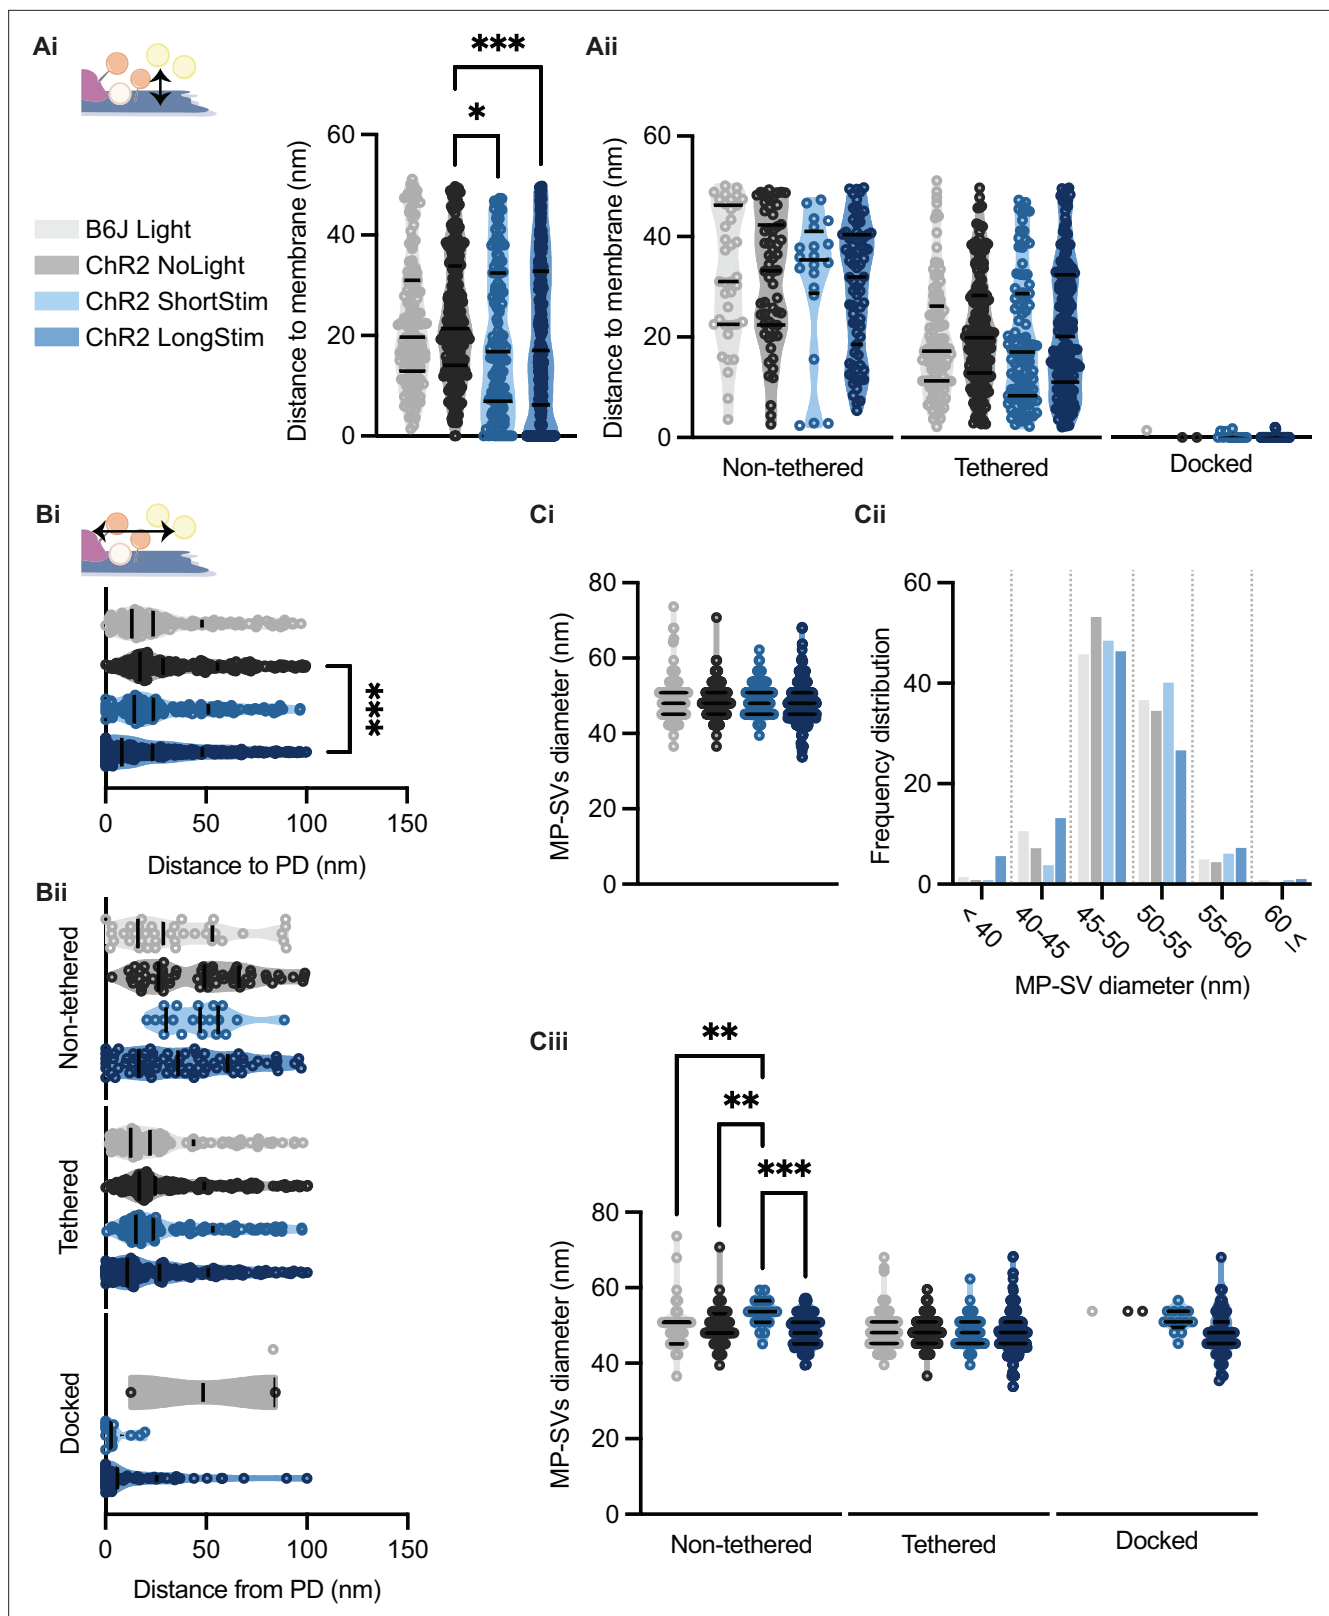 Ai
***
*
Distance to membrane (nm)
60
40
20
0
B6J Light
ChR2 NoLight
ChR2 ShortStim
ChR2 LongStim
Aii
Distance to membrane (nm)
60
40
20
0
Non-tethered
Tethered
Docked
Bi
***
0
50
100
150
Distance to PD (nm)
Bii
Non-tethered
Tethered
Docked
0
50
100
150
Distance from PD (nm)
Ci
MP-SVs diameter (nm)
80
60
40
20
0
Cii
Frequency distribution
60
40
20
0
< 40
40-45
45-50
50-55
55-60
60 ≤
MP-SV diameter (nm)
Ciii
**
**
***
MP-SVs diameter (nm)
80
60
40
20
0
Non-tethered
Tethered
Docked